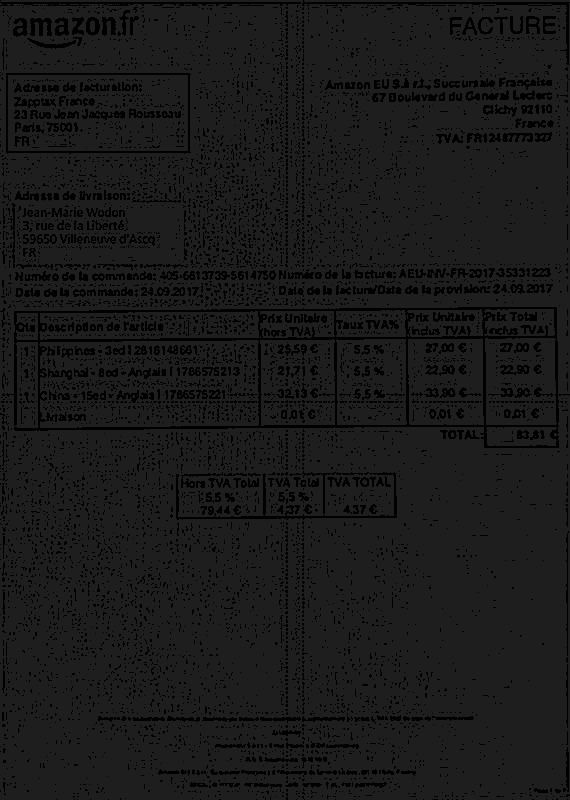 amazon.fr
FACTURE
Adresse de facturation:
Zapptax France
23 Rue Jean Jacques Rousseau
Paris, 75001
FR
Amazon EU S.à r.l., Succursale Française
67 Boulevard du General Leclerc
Clichy 92110
France
TVA: FR12487773327
Adresse de livraison:
Jean-Marie Wodon
3, rue de la Liberté,
59650 Villeneuve d'Ascq
FR
Numéro de la commande: 405-6813739-5614750 Numéro de la facture: AEU-INV-FR-2017-35331223
Date de la commande: 24.09.2017 Date de la facture/Date de la provision: 24.09.2017
Qté Description de l'article Prix Unitaire (hors TVA) Taux TVA% Prix Unitaire (inclus TVA) Prix Total (inclus TVA)
1 Philippines - 3ed | 2816148661 25,59 € 5,5 % 27,00 € 27,00 €
1 Shanghai - 8ed - Anglais | 1786575213 21,71 € 5,5 % 22,90 € 22,90 €
1 China - 15ed - Anglais | 1786575221 32,13 € 5,5 % 33,90 € 33,90 €
Livraison 0,01 € 0,01 € 0,01 €
TOTAL: 83,81 €
Hors TVA Total TVA Total TVA TOTAL
5,5 % 5,5 %
79,44 € 4,37 € 4,37 €